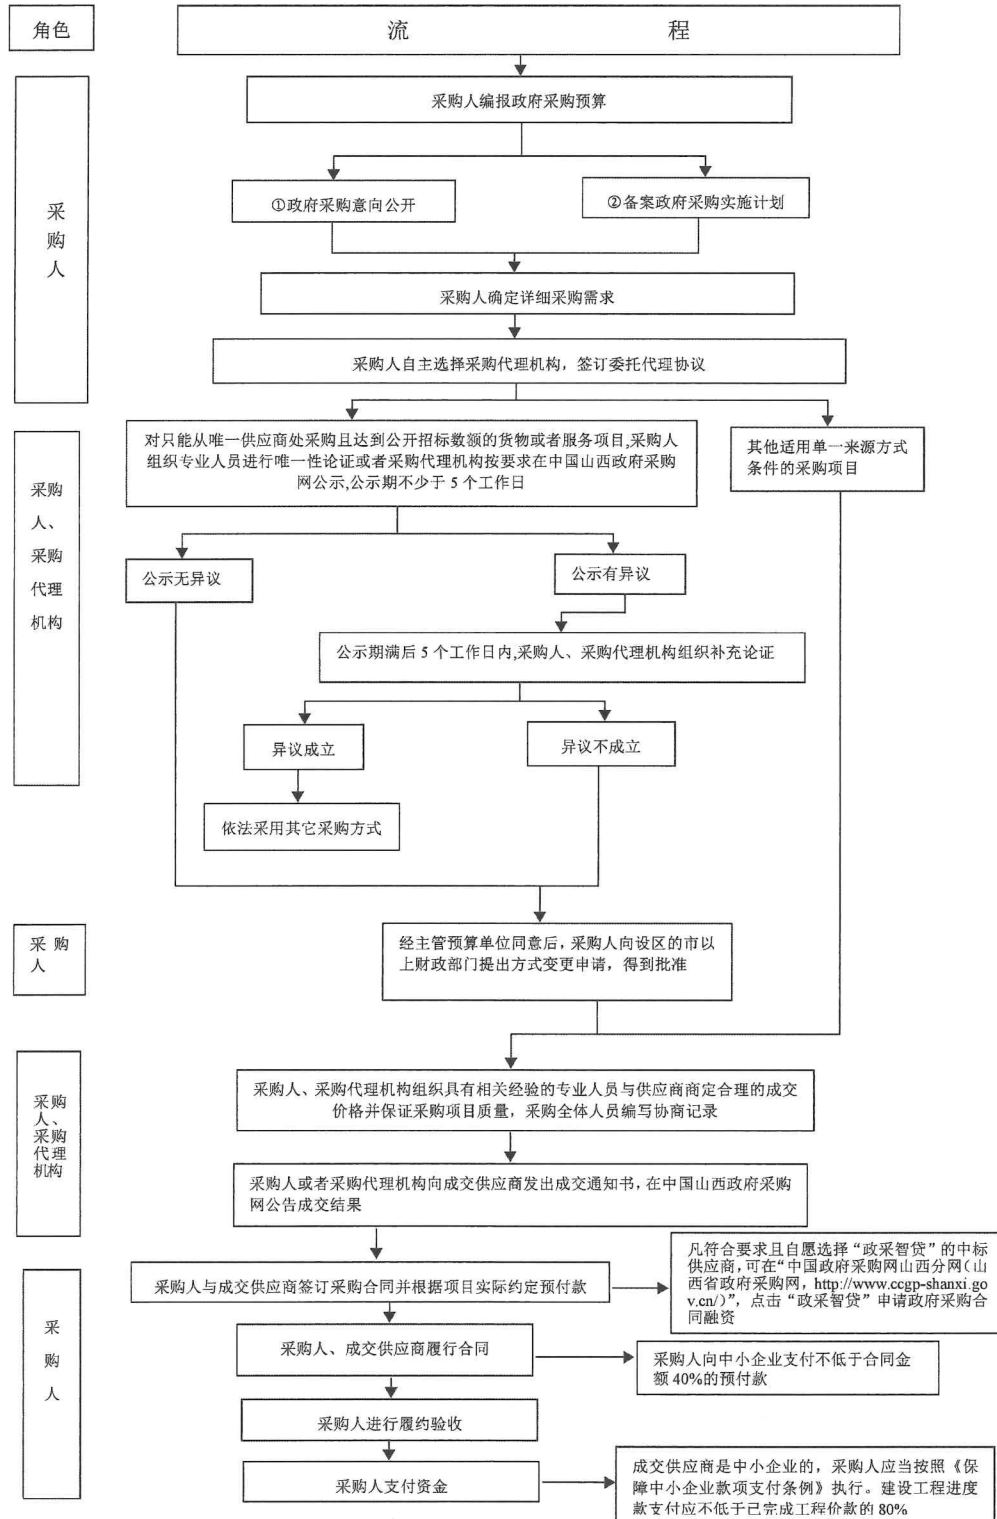 角色
流 程
采购人编报政府采购预算
采
购
人
①政府采购意向公开
②备案政府采购实施计划
采购人确定详细采购需求
采购人自主选择采购代理机构，签订委托代理协议
采购
人、
采购
代理
机构
对只能从唯一供应商处采购且达到公开招标数额的货物或者服务项目,采购人
组织专业人员进行唯一性论证或者采购代理机构按要求在中国山西政府采购
网公示,公示期不少于 5 个工作日
其他适用单一来源方式
条件的采购项目
公示无异议
公示有异议
公示期满后 5 个工作日内,采购人、采购代理机构组织补充论证
异议成立
异议不成立
依法采用其它采购方式
采 购
人
经主管预算单位同意后，采购人向设区的市以
上财政部门提出方式变更申请，得到批准
采购
人、
采购
代理
机构
采购人、采购代理机构组织具有相关经验的专业人员与供应商商定合理的成交
价格并保证采购项目质量，采购全体人员编写协商记录
采购人或者采购代理机构向成交供应商发出成交通知书，在中国山西政府采购
网公告成交结果
采
购
人
采购人与成交供应商签订采购合同并根据项目实际约定预付款
凡符合要求且自愿选择“政采智贷”的中标
供应商，可在“中国政府采购网山西分网（山
西省政府采购网，http://www.ccgp-shanxi.go
v.cn/）”，点击“政采智贷”申请政府采购合
同融资
采购人、成交供应商履行合同
采购人向中小企业支付不低于合同金
额 40%的预付款
采购人进行履约验收
采购人支付资金
成交供应商是中小企业的，采购人应当按照《保
障中小企业款项支付条例》执行。建设工程进度
款支付应不低于已完成工程价款的 80%